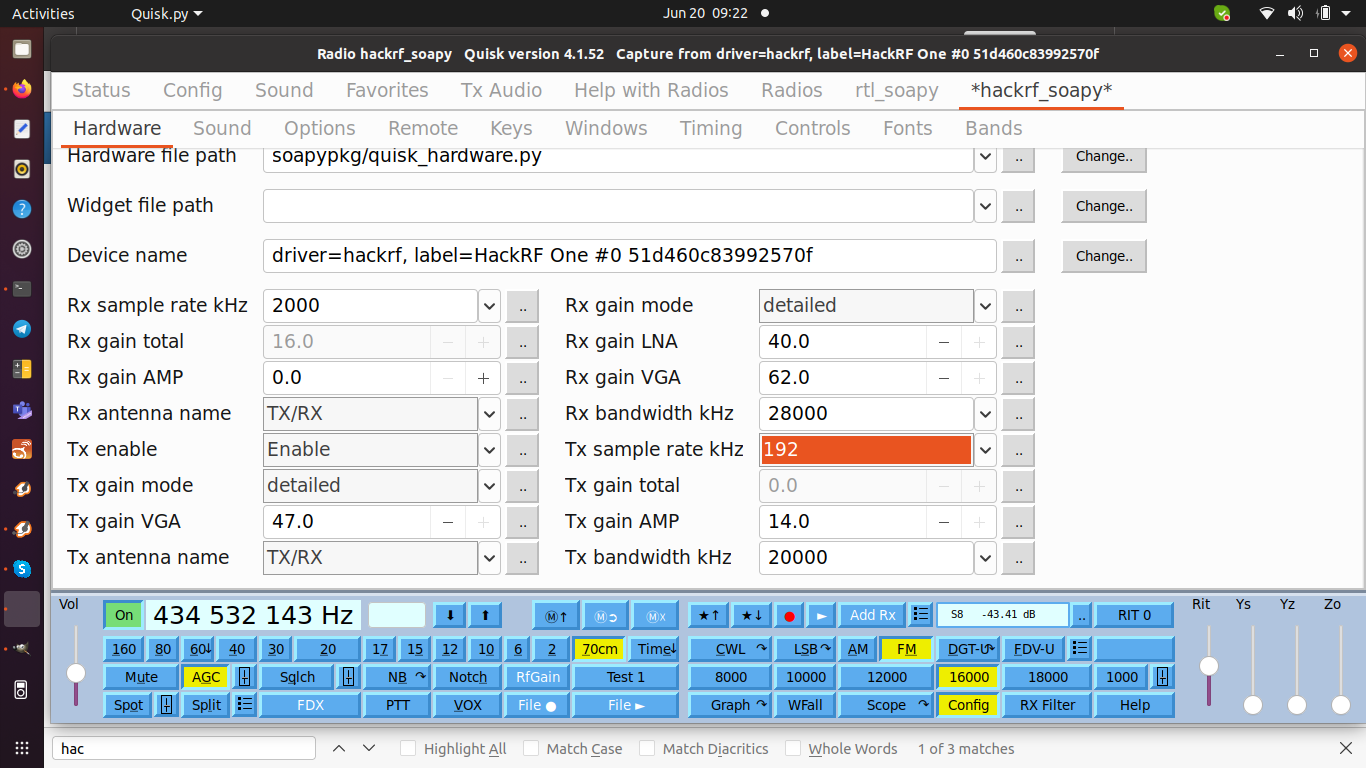 Activities Quisk.py Jun 20 09:22
Radio hackrf_soapy Quisk version 4.1.52 Capture from driver=hackrf, label=HackRF One #0 51d460c83992570f
Status Config Sound Favorites Tx Audio Help with Radios Radios rtl_soapy *hackrf_soapy*
Hardware Sound Options Remote Keys Windows Timing Controls Fonts Bands
Hardware file path soapypkg/quisk_hardware.py .. Change..
Widget file path .. Change..
Device name driver=hackrf, label=HackRF One #0 51d460c83992570f .. Change..
Rx sample rate kHz 2000 .. Rx gain mode detailed ..
Rx gain total 16.0 − + .. Rx gain LNA 40.0 − + ..
Rx gain AMP 0.0 − + .. Rx gain VGA 62.0 − + ..
Rx antenna name TX/RX .. Rx bandwidth kHz 28000 ..
Tx enable Enable .. Tx sample rate kHz 192 ..
Tx gain mode detailed .. Tx gain total 0.0 − + ..
Tx gain VGA 47.0 − + .. Tx gain AMP 14.0 − + ..
Tx antenna name TX/RX .. Tx bandwidth kHz 20000 ..
Vol On 434 532 143 Hz ⬇ ⬆ Ⓜ↑ Ⓜ➲ Ⓜx ★↑ ★↓ ● ► Add Rx S8 -43.41 dB .. RIT 0 Rit Ys Yz Zo
160 80 60↓ 40 30 20 17 15 12 10 6 2 70cm Time↓ CWL LSB AM FM DGT-U FDV-U
Mute AGC Sqlch NB Notch RfGain Test 1 8000 10000 12000 16000 18000 1000
Spot Split FDX PTT VOX File ● File ► Graph WFall Scope Config RX Filter Help
hac Highlight All Match Case Match Diacritics Whole Words 1 of 3 matches